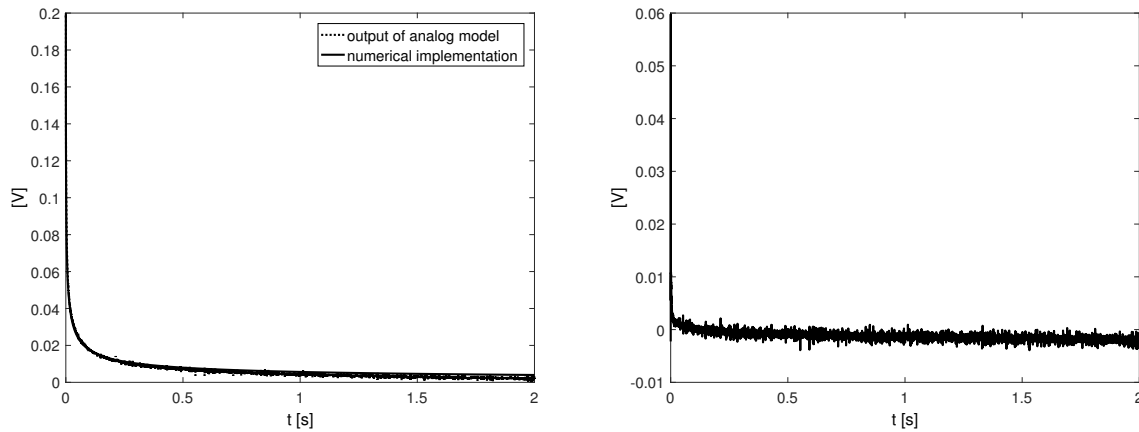 0.2
0.18
0.16
0.14
0.12
0.1
0.08
0.06
0.04
0.02
0
[V]
output of analog model
numerical implementation
0 0.5 1 1.5 2
t [s]
0.06
0.05
0.04
0.03
0.02
0.01
0
-0.01
[V]
0 0.5 1 1.5 2
t [s]